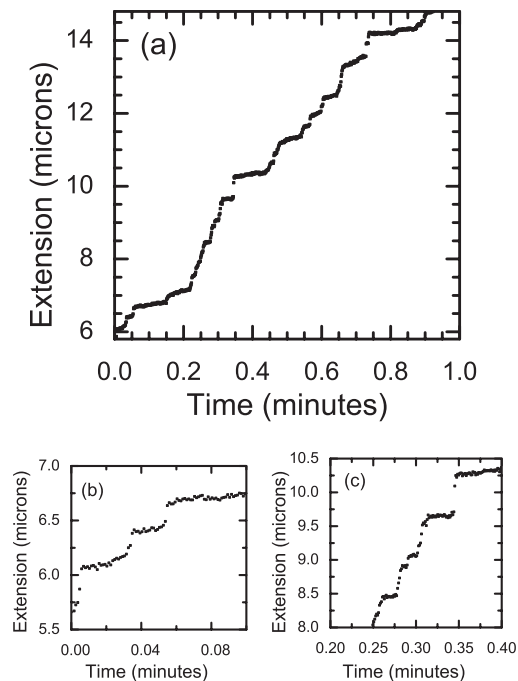 (a)
Extension (microns)
14
12
10
8
6
0.0 0.2 0.4 0.6 0.8 1.0
Time (minutes)
(b)
Extension (microns)
7.0
6.5
6.0
5.5
0.00 0.04 0.08
Time (minutes)
(c)
Extension (microns)
10.5
10.0
9.5
9.0
8.5
8.0
0.20 0.25 0.30 0.35 0.40
Time (minutes)